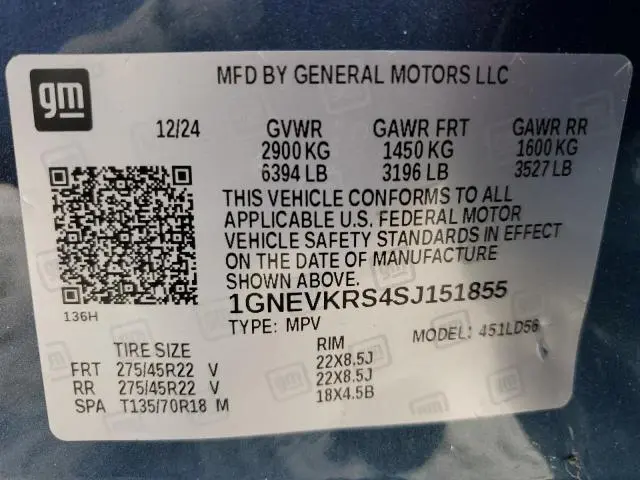 gm
MFD BY GENERAL MOTORS LLC
12/24 GVWR GAWR FRT GAWR RR
2900 KG 1450 KG 1600 KG
6394 LB 3196 LB 3527 LB
THIS VEHICLE CONFORMS TO ALL
APPLICABLE U.S. FEDERAL MOTOR
VEHICLE SAFETY STANDARDS IN EFFECT
ON THE DATE OF MANUFACTURE
SHOWN ABOVE.
136H
1GNEVKRS4SJ151855
TYPE: MPV MODEL: 451LD56
TIRE SIZE RIM
FRT 275/45R22 V 22X8.5J
RR 275/45R22 V 22X8.5J
SPA T135/70R18 M 18X4.5B